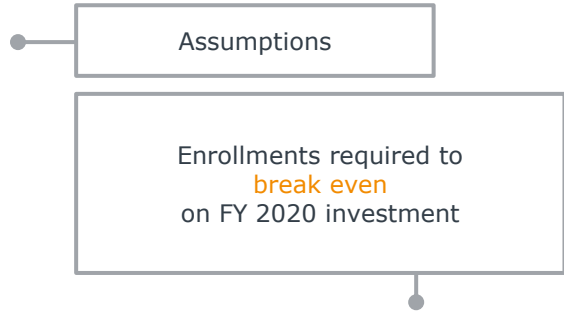 Assumptions
Enrollments required to
break even
on FY 2020 investment